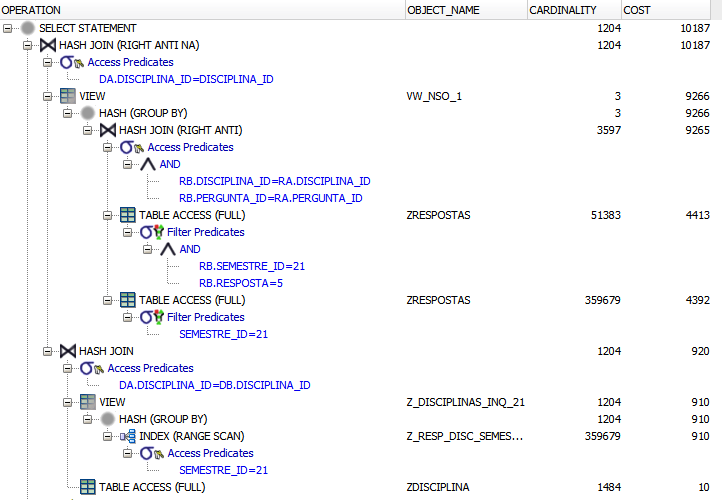 OPERATION OBJECT_NAME CARDINALITY COST
SELECT STATEMENT 1204 10187
HASH JOIN (RIGHT ANTI NA) 1204 10187
Access Predicates
DA.DISCIPLINA_ID=DISCIPLINA_ID
VIEW VW_NSO_1 3 9266
HASH (GROUP BY) 3 9266
HASH JOIN (RIGHT ANTI) 3597 9265
Access Predicates
AND
RB.DISCIPLINA_ID=RA.DISCIPLINA_ID
RB.PERGUNTA_ID=RA.PERGUNTA_ID
TABLE ACCESS (FULL) ZRESPOSTAS 51383 4413
Filter Predicates
AND
RB.SEMESTRE_ID=21
RB.RESPOSTA=5
TABLE ACCESS (FULL) ZRESPOSTAS 359679 4392
Filter Predicates
SEMESTRE_ID=21
HASH JOIN 1204 920
Access Predicates
DA.DISCIPLINA_ID=DB.DISCIPLINA_ID
VIEW Z_DISCIPLINAS_INQ_21 1204 910
HASH (GROUP BY) 1204 910
INDEX (RANGE SCAN) Z_RESP_DISC_SEMES... 359679 910
Access Predicates
SEMESTRE_ID=21
TABLE ACCESS (FULL) ZDISCIPLINA 1484 10